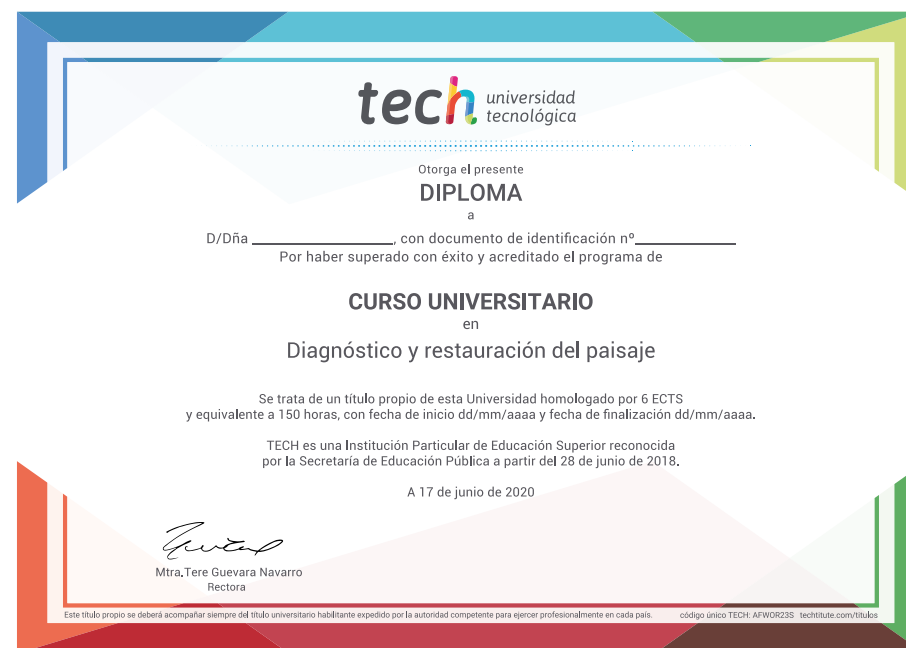 tech universidad
tecnológica
Otorga el presente
DIPLOMA
a
D/Dña ____________________, con documento de identificación nº______________
Por haber superado con éxito y acreditado el programa de
CURSO UNIVERSITARIO
en
Diagnóstico y restauración del paisaje
Se trata de un título propio de esta Universidad homologado por 6 ECTS
y equivalente a 150 horas, con fecha de inicio dd/mm/aaaa y fecha de finalización dd/mm/aaaa.
TECH es una Institución Particular de Educación Superior reconocida
por la Secretaría de Educación Pública a partir del 28 de junio de 2018.
A 17 de junio de 2020
Mtra.Tere Guevara Navarro
Rectora
Este título propio se deberá acompañar siempre del título universitario habilitante expedido por la autoridad competente para ejercer profesionalmente en cada país. código único TECH: AFWOR23S techtitute.com/titulos